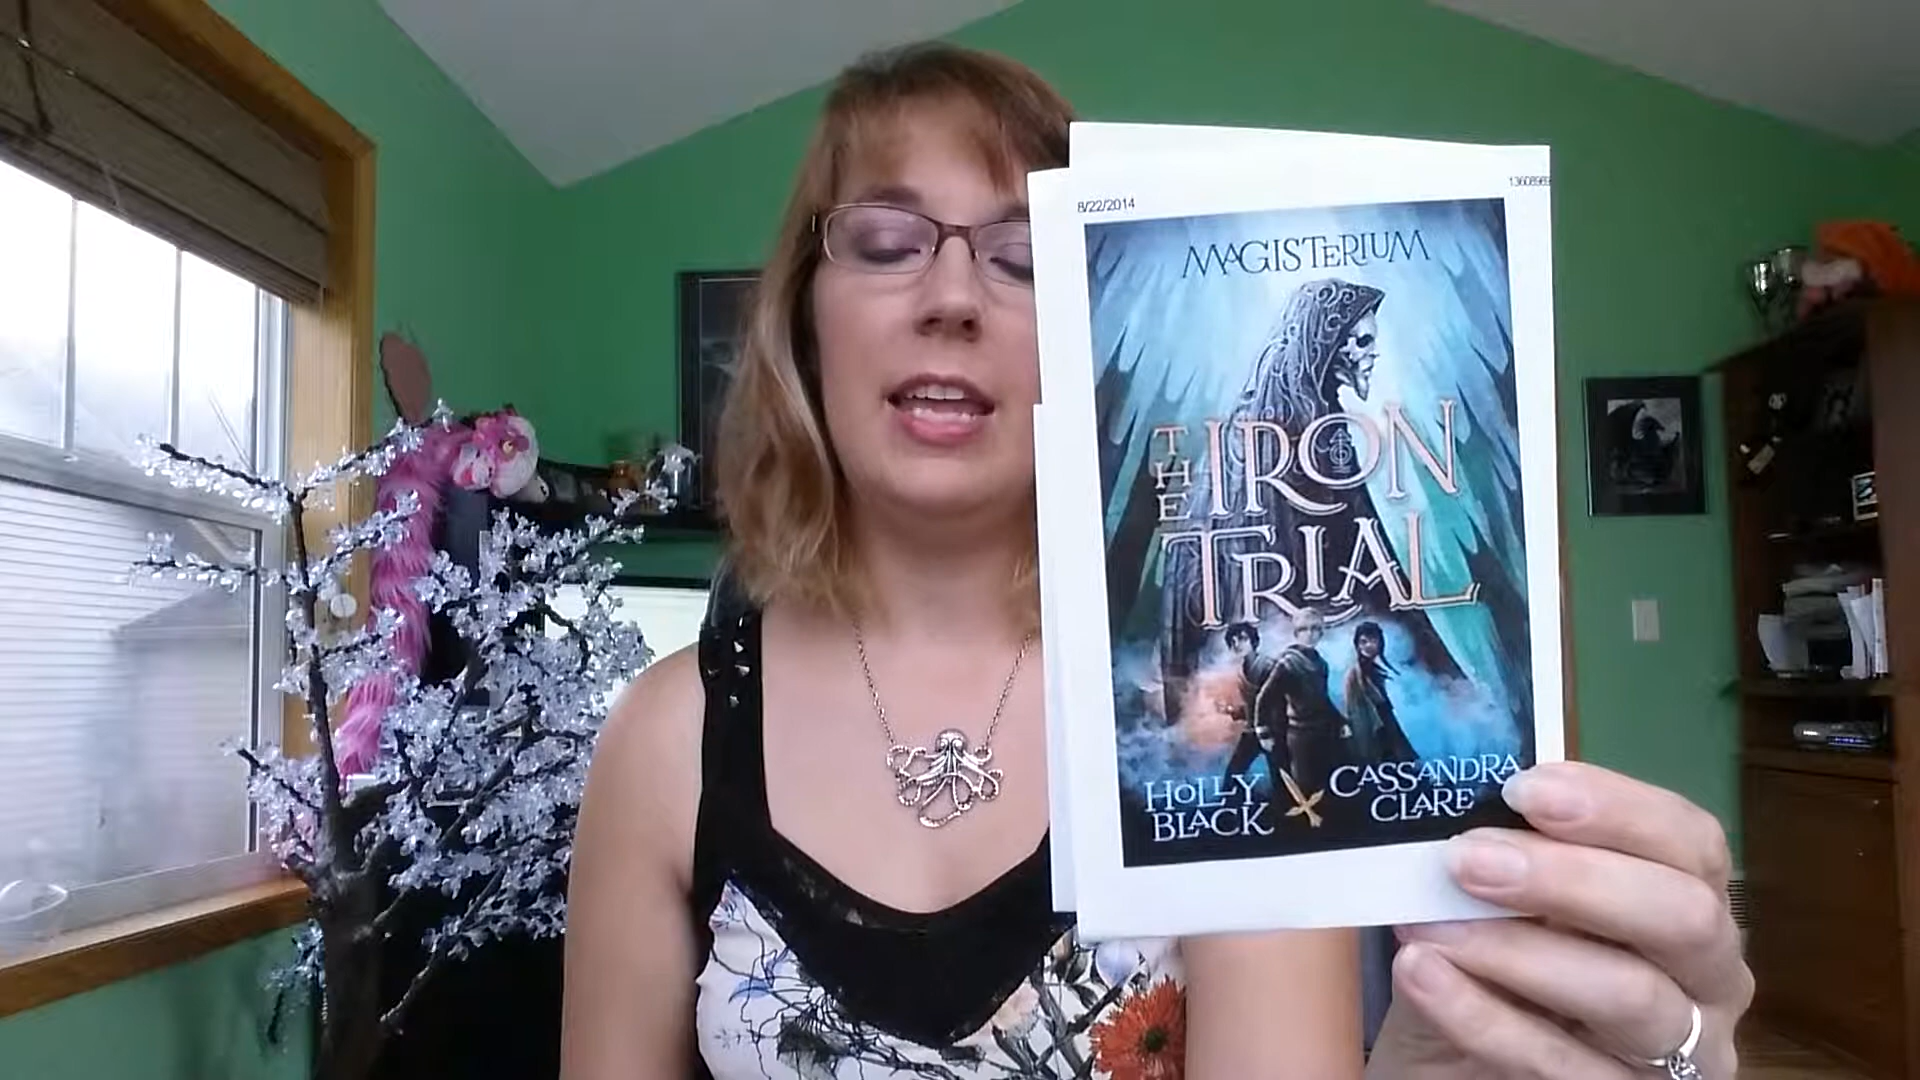 8/22/2014
MAGISTERIUM
THE IRON
TRIAL
HOLLY
BLACK
CASSANDRA
CLARE